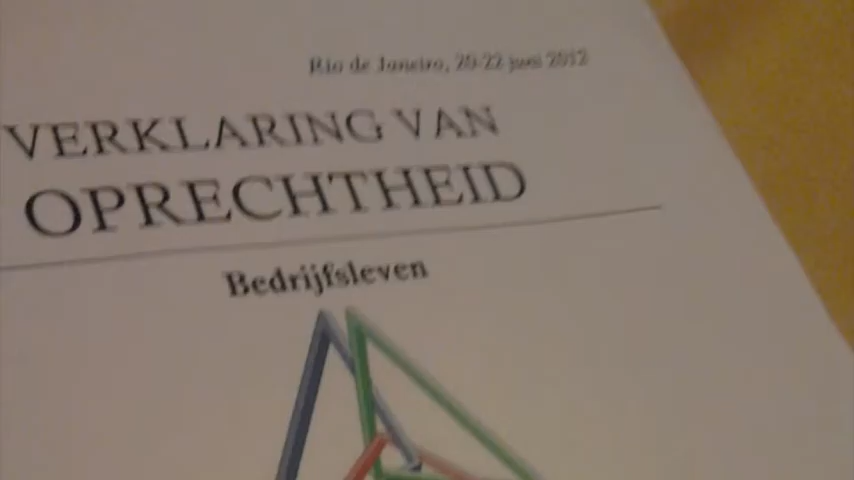 Rio de Janeiro, 20-22 juni 2012
VERKLARING VAN
OPRECHTHEID
Bedrijfsleven